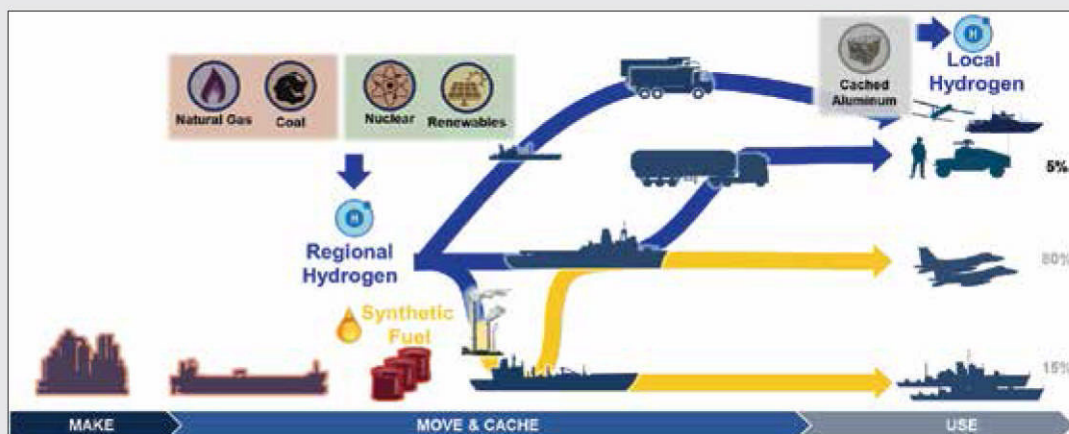 Natural Gas
Coal
Nuclear
Renewables
Cached
Aluminum
H
Local
Hydrogen
5%
H
Regional
Hydrogen
80%
Synthetic
Fuel
15%
MAKE
MOVE & CACHE
USE